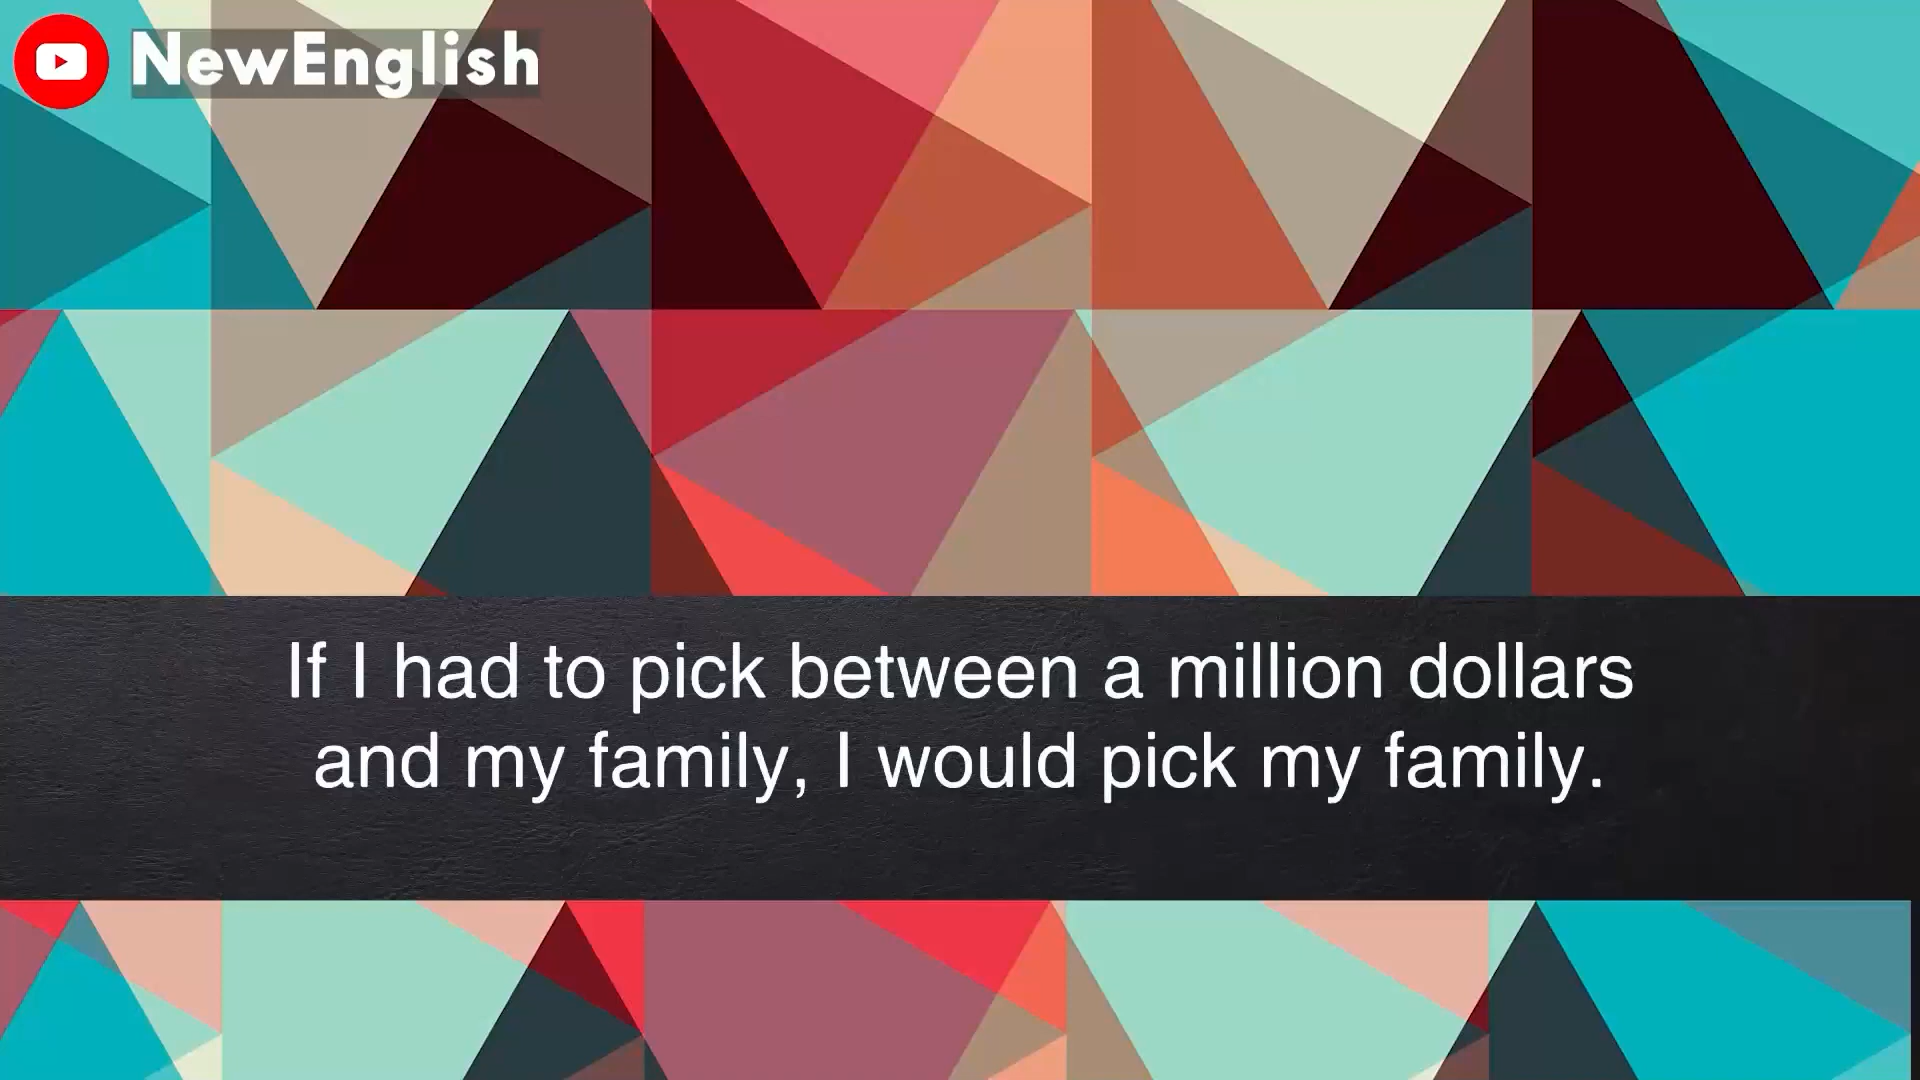 NewEnglish
If I had to pick between a million dollars
and my family, I would pick my family.